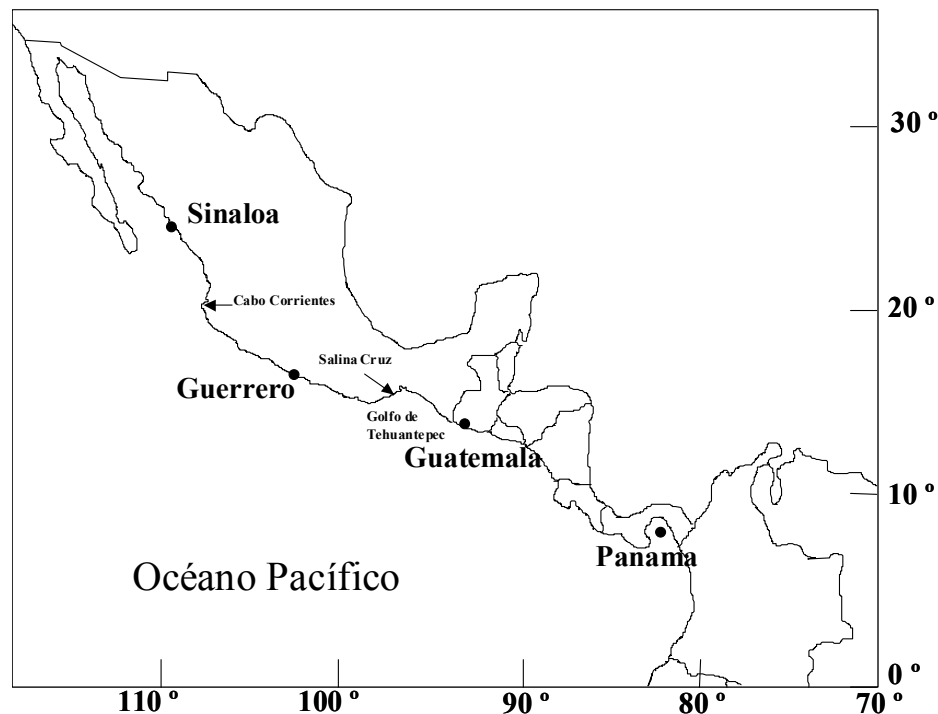 30 º
Sinaloa
Cabo Corrientes
20 º
Salina Cruz
Guerrero
Golfo de
Tehuantepec
Guatemala
10 º
Panama
Océano Pacífico
0 º
110 º
100 º
90 º
80 º
70 º